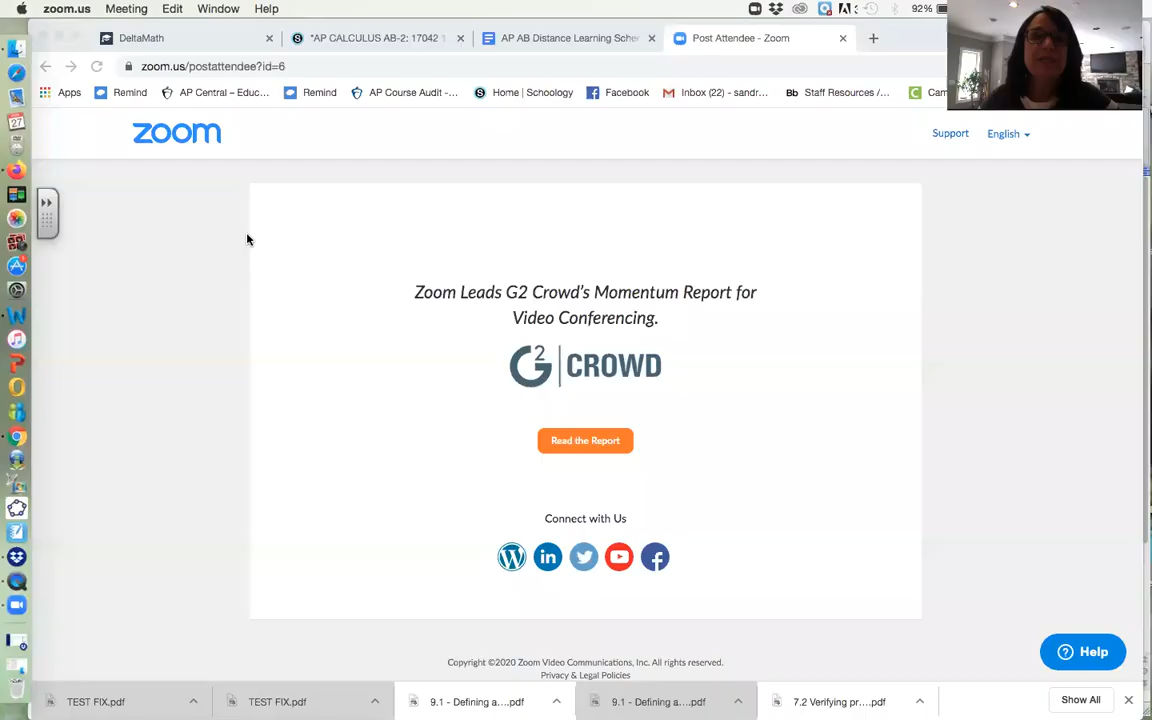 zoom.us Meeting Edit Window Help 92%
DeltaMath
*AP CALCULUS AB-2: 17042 1
AP AB Distance Learning Sche
Post Attendee - Zoom
zoom.us/postattendee?id=6
Apps
Remind
AP Central – Educ...
Remind
AP Course Audit -...
Home | Schoology
Facebook
Inbox (22) - sandr...
Bb Staff Resources /...
Cam
zoom
Support
English
Zoom Leads G2 Crowd's Momentum Report for
Video Conferencing.
G2 | CROWD
Read the Report
Connect with Us
Help
Copyright ©2020 Zoom Video Communications, Inc. All rights reserved.
Privacy & Legal Policies
TEST FIX.pdf
TEST FIX.pdf
9.1 - Defining a....pdf
9.1 - Defining a....pdf
7.2 Verifying pr....pdf
Show All